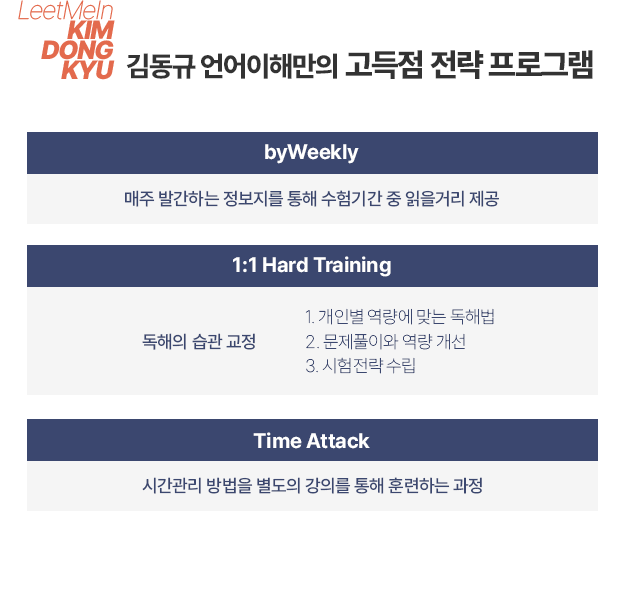 LeetMeIn
KIM
DONG
KYU
김동규 언어이해만의 고득점 전략 프로그램
byWeekly
매주 발간하는 정보지를 통해 수험기간 중 읽을거리 제공
1:1 Hard Training
독해의 습관 교정
1. 개인별 역량에 맞는 독해법
2. 문제풀이와 역량 개선
3. 시험전략 수립
Time Attack
시간관리 방법을 별도의 강의를 통해 훈련하는 과정